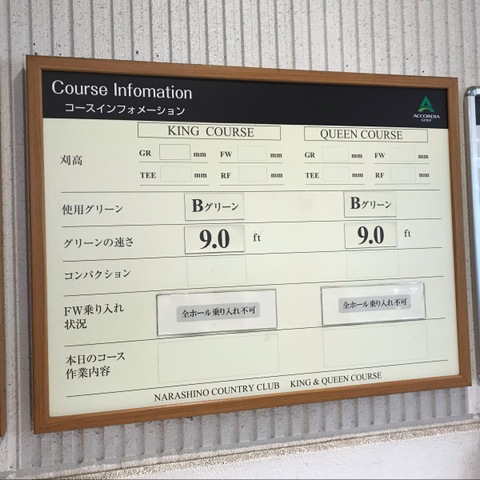 Course Infomation
コースインフォメーション
ACCORDIA
GOLF
KING COURSE QUEEN COURSE
刈高
GR mm FW mm GR mm FW mm
TEE mm RF mm TEE mm RF mm
使用グリーン Bグリーン Bグリーン
グリーンの速さ 9.0 ft 9.0 ft
コンパクション
FW乗り入れ
状況
全ホール乗り入れ不可 全ホール乗り入れ不可
本日のコース
作業内容
NARASHINO COUNTRY CLUB KING & QUEEN COURSE